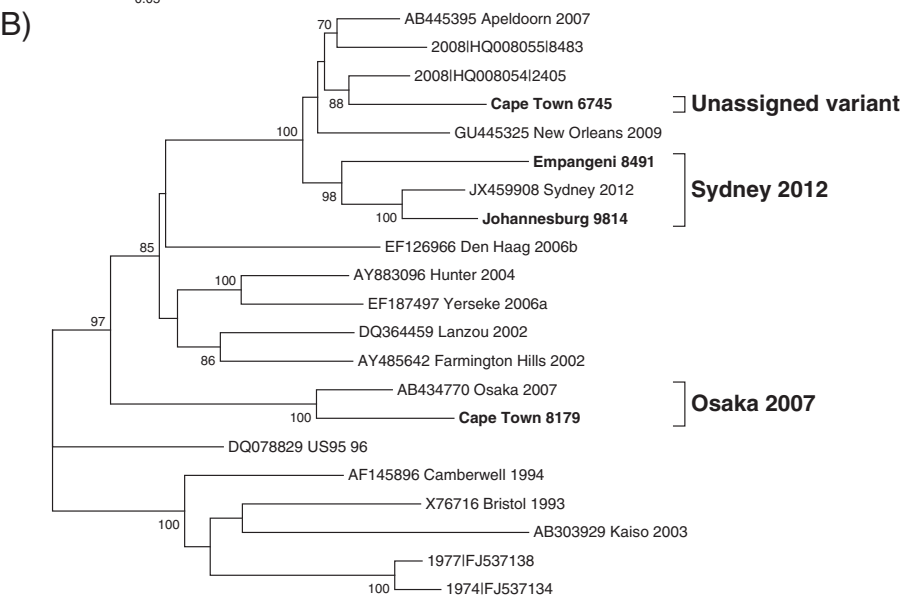 B)
70
AB445395 Apeldoorn 2007
2008|HQ008055|8483
2008|HQ008054|2405
88
Cape Town 6745
Unassigned variant
GU445325 New Orleans 2009
100
Empangeni 8491
98
JX459908 Sydney 2012
Sydney 2012
100
Johannesburg 9814
85
EF126966 Den Haag 2006b
100
AY883096 Hunter 2004
EF187497 Yerseke 2006a
97
DQ364459 Lanzou 2002
86
AY485642 Farmington Hills 2002
AB434770 Osaka 2007
Osaka 2007
100
Cape Town 8179
DQ078829 US95 96
AF145896 Camberwell 1994
100
X76716 Bristol 1993
AB303929 Kaiso 2003
1977|FJ537138
100
1974|FJ537134